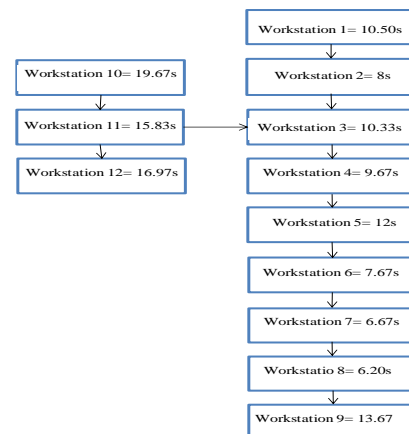 Workstation 1= 10.50s
Workstation 10= 19.67s
Workstation 2= 8s
Workstation 11= 15.83s
Workstation 3= 10.33s
Workstation 12= 16.97s
Workstation 4= 9.67s
Workstation 5= 12s
Workstation 6= 7.67s
Workstation 7= 6.67s
Workstatio 8= 6.20s
Workstation 9= 13.67